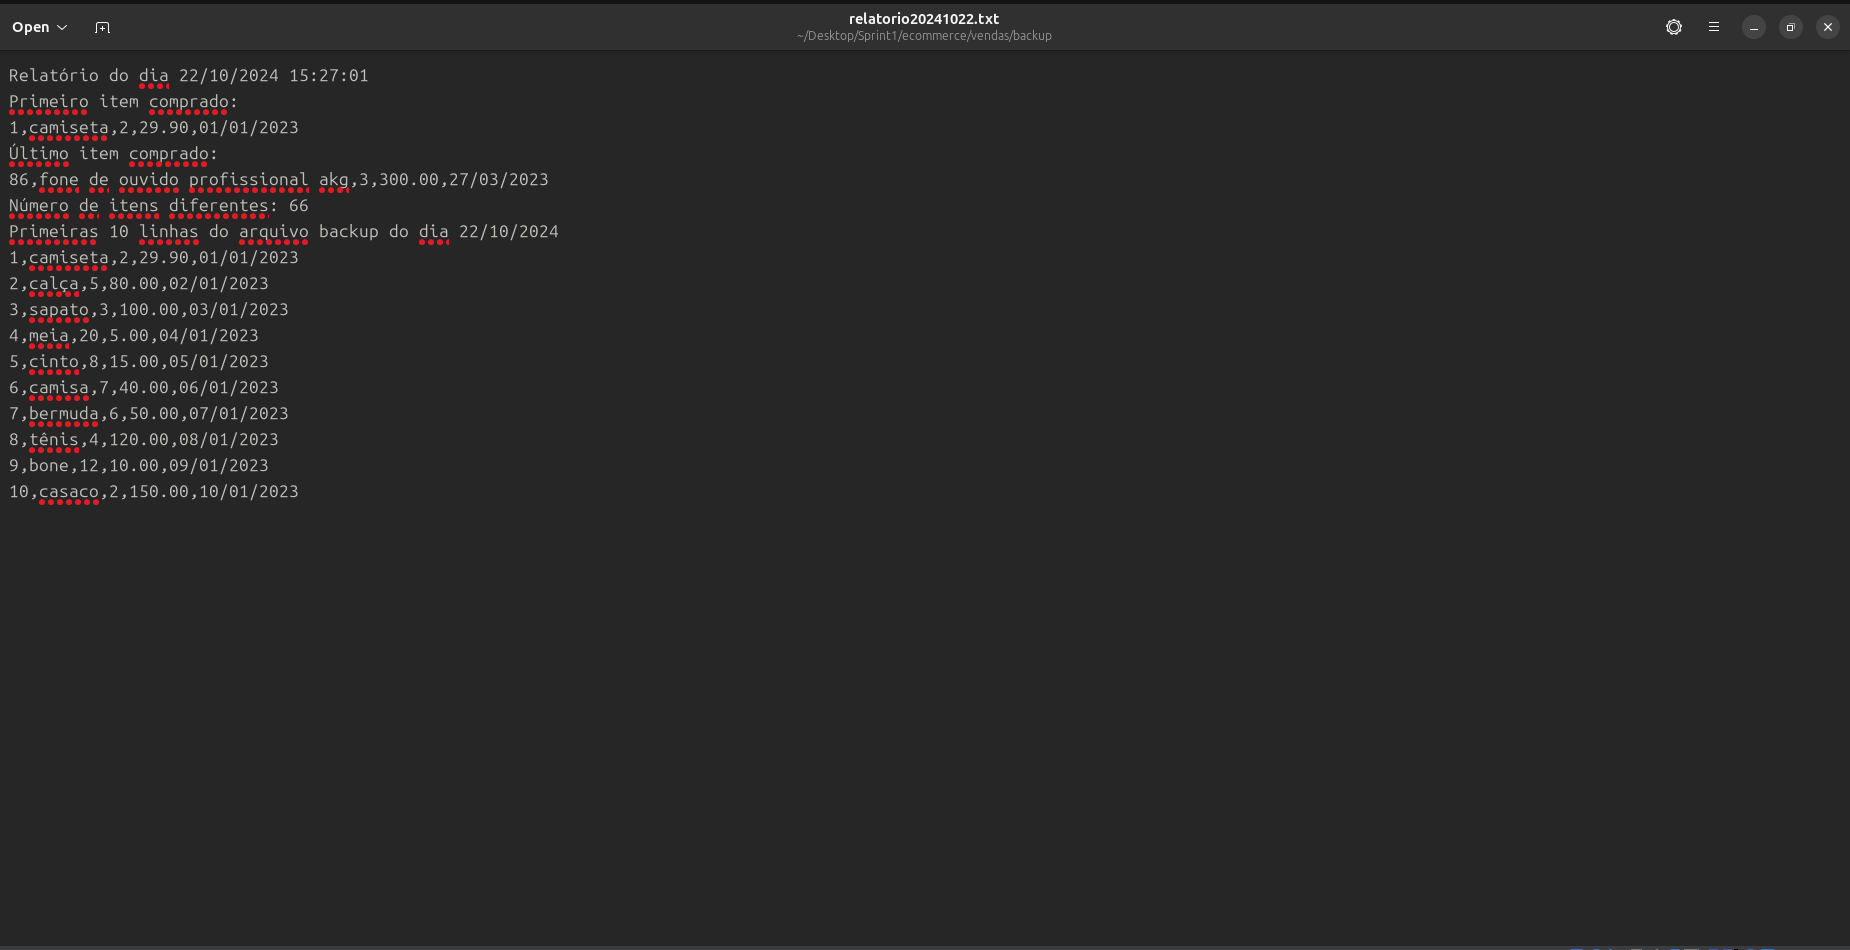 Open
relatorio20241022.txt
~/Desktop/Sprint1/ecommerce/vendas/backup
Relatório do dia 22/10/2024 15:27:01
Primeiro item comprado:
1,camiseta,2,29.90,01/01/2023
Último item comprado:
86,fone de ouvido profissional akg,3,300.00,27/03/2023
Número de itens diferentes: 66
Primeiras 10 linhas do arquivo backup do dia 22/10/2024
1,camiseta,2,29.90,01/01/2023
2,calça,5,80.00,02/01/2023
3,sapato,3,100.00,03/01/2023
4,meia,20,5.00,04/01/2023
5,cinto,8,15.00,05/01/2023
6,camisa,7,40.00,06/01/2023
7,bermuda,6,50.00,07/01/2023
8,tênis,4,120.00,08/01/2023
9,bone,12,10.00,09/01/2023
10,casaco,2,150.00,10/01/2023